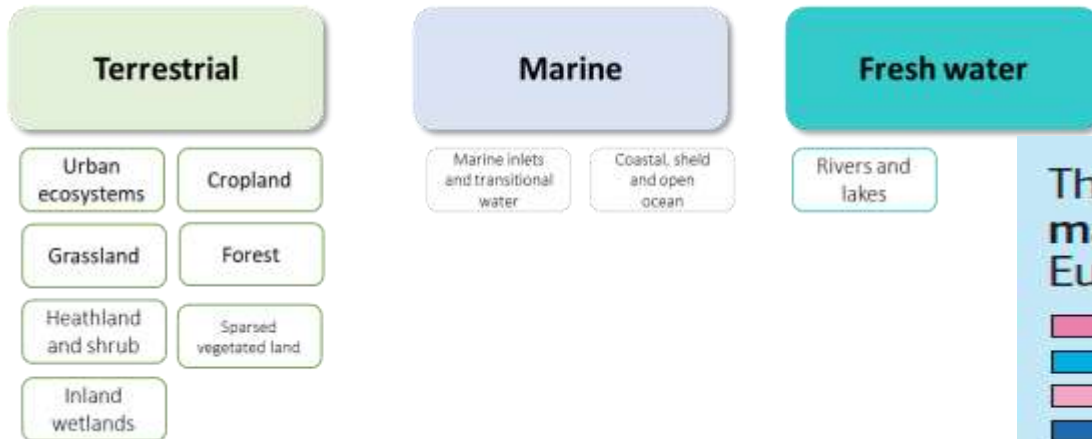 Terrestrial
Marine
Fresh water
Urban
ecosystems
Cropland
Grassland
Forest
Heathland
and shrub
Sparsed
vegetated land
Inland
wetlands
Marine inlets
and transitional
water
Coastal, sheld
and open
ocean
Rivers and
lakes
Th
m
Eu